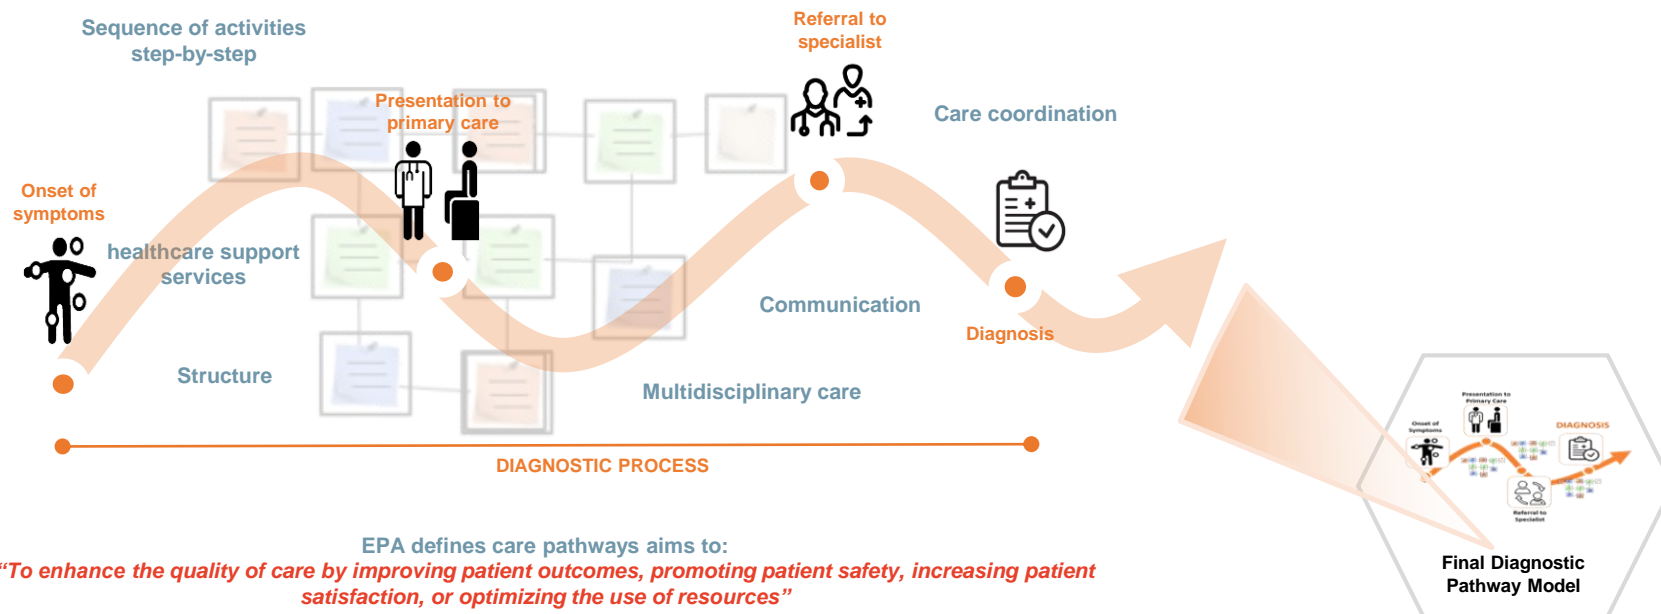 Sequence of activities
step-by-step
Referral to
specialist
Presentation to
primary care
Care coordination
Onset of
symptoms
healthcare support
services
Communication
Diagnosis
Structure
Multidisciplinary care
DIAGNOSTIC PROCESS
EPA defines care pathways aims to:
“To enhance the quality of care by improving patient outcomes, promoting patient safety, increasing patient
satisfaction, or optimizing the use of resources”
Presentation to
Primary Care
Onset of
Symptoms
DIAGNOSIS
Referral to
Specialist
Final Diagnostic
Pathway Model